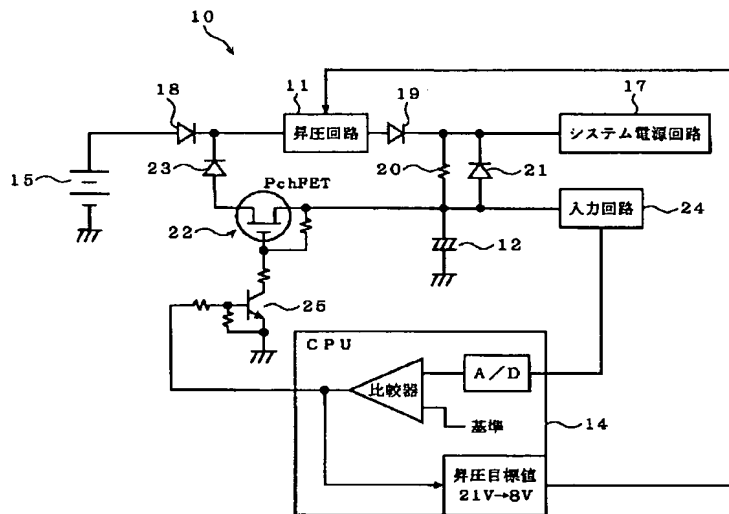 10
18
11
19
17
昇圧回路
システム電源回路
15
23
20
21
PchFET
入力回路
24
22
12
25
CPU
比較器
A/D
基準
14
昇圧目標値
21V→8V